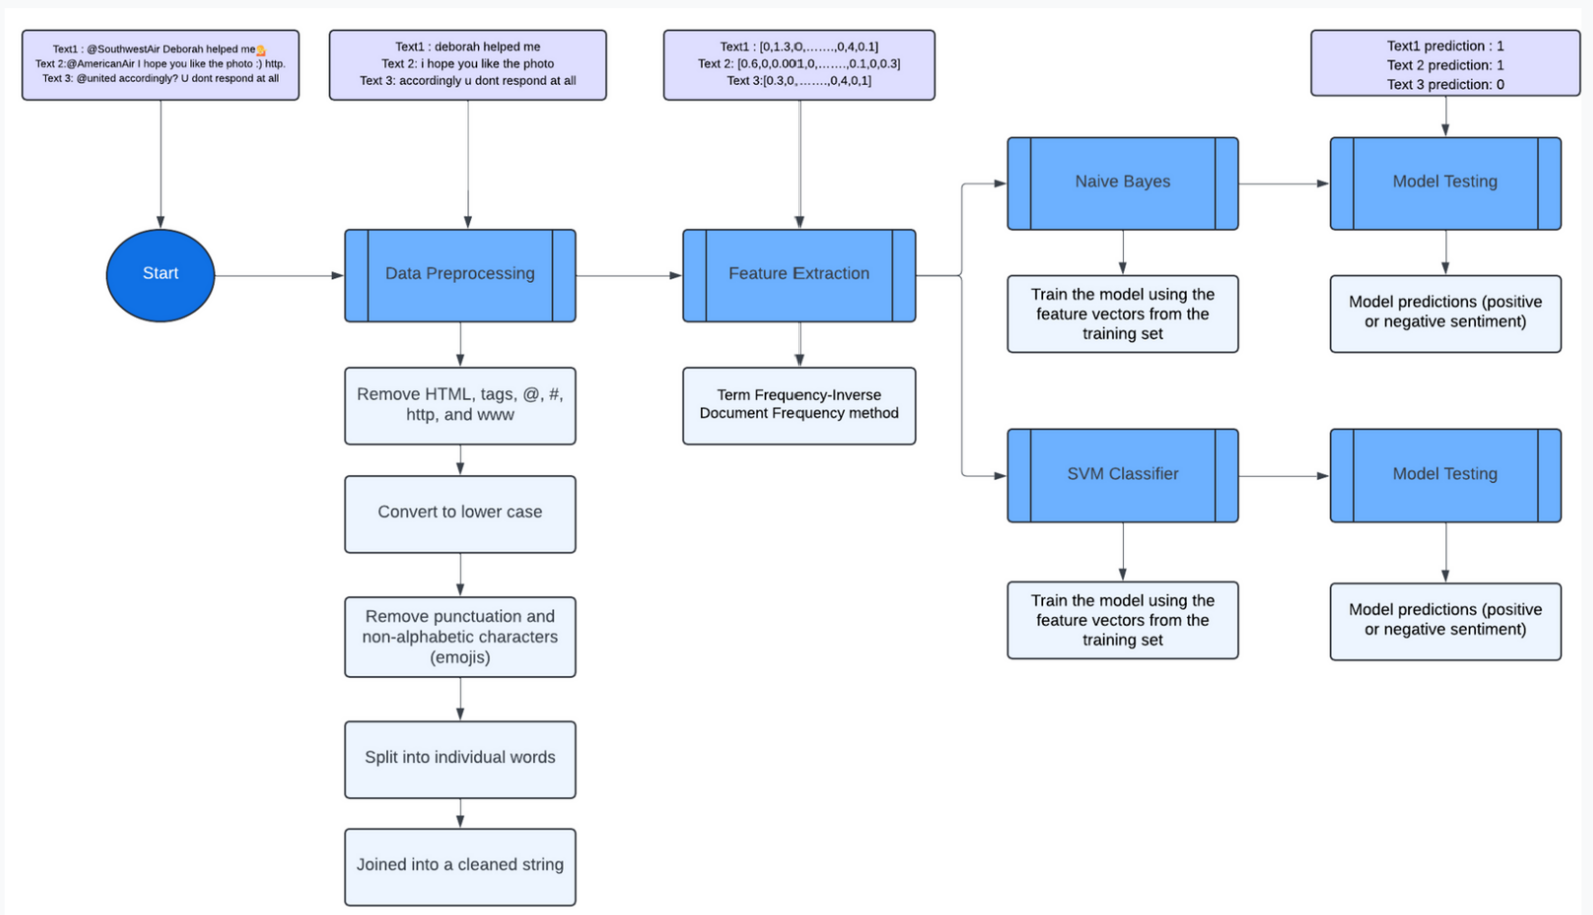 Text1 : @SouthwestAir Deborah helped me💁
Text 2:@AmericanAir I hope you like the photo :) http.
Text 3: @united accordingly? U dont respond at all
Text1 : deborah helped me
Text 2: i hope you like the photo
Text 3: accordingly u dont respond at all
Text1 : [0,1.3,O,.......,0,4,0.1]
Text 2: [0.6,0,0.001,0,.......,0.1,0,0.3]
Text 3:[0.3,0,.......,0,4,0,1]
Text1 prediction : 1
Text 2 prediction: 1
Text 3 prediction: 0
Start
Data Preprocessing
Feature Extraction
Naive Bayes
Model Testing
Train the model using the
feature vectors from the
training set
Model predictions (positive
or negative sentiment)
Remove HTML, tags, @, #,
http, and www
Convert to lower case
Remove punctuation and
non-alphabetic characters
(emojis)
Split into individual words
Joined into a cleaned string
Term Frequency-Inverse
Document Frequency method
SVM Classifier
Model Testing
Train the model using the
feature vectors from the
training set
Model predictions (positive
or negative sentiment)